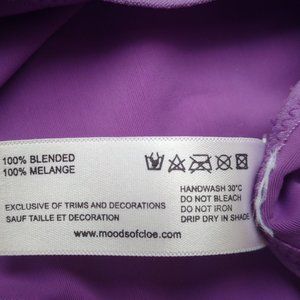 100% BLENDED
100% MELANGE
HANDWASH 30°C
DO NOT BLEACH
DO NOT IRON
DRIP DRY IN SHADE
EXCLUSIVE OF TRIMS AND DECORATIONS
SAUF TAILLE ET DECORATION
www.moodsofcloe.com